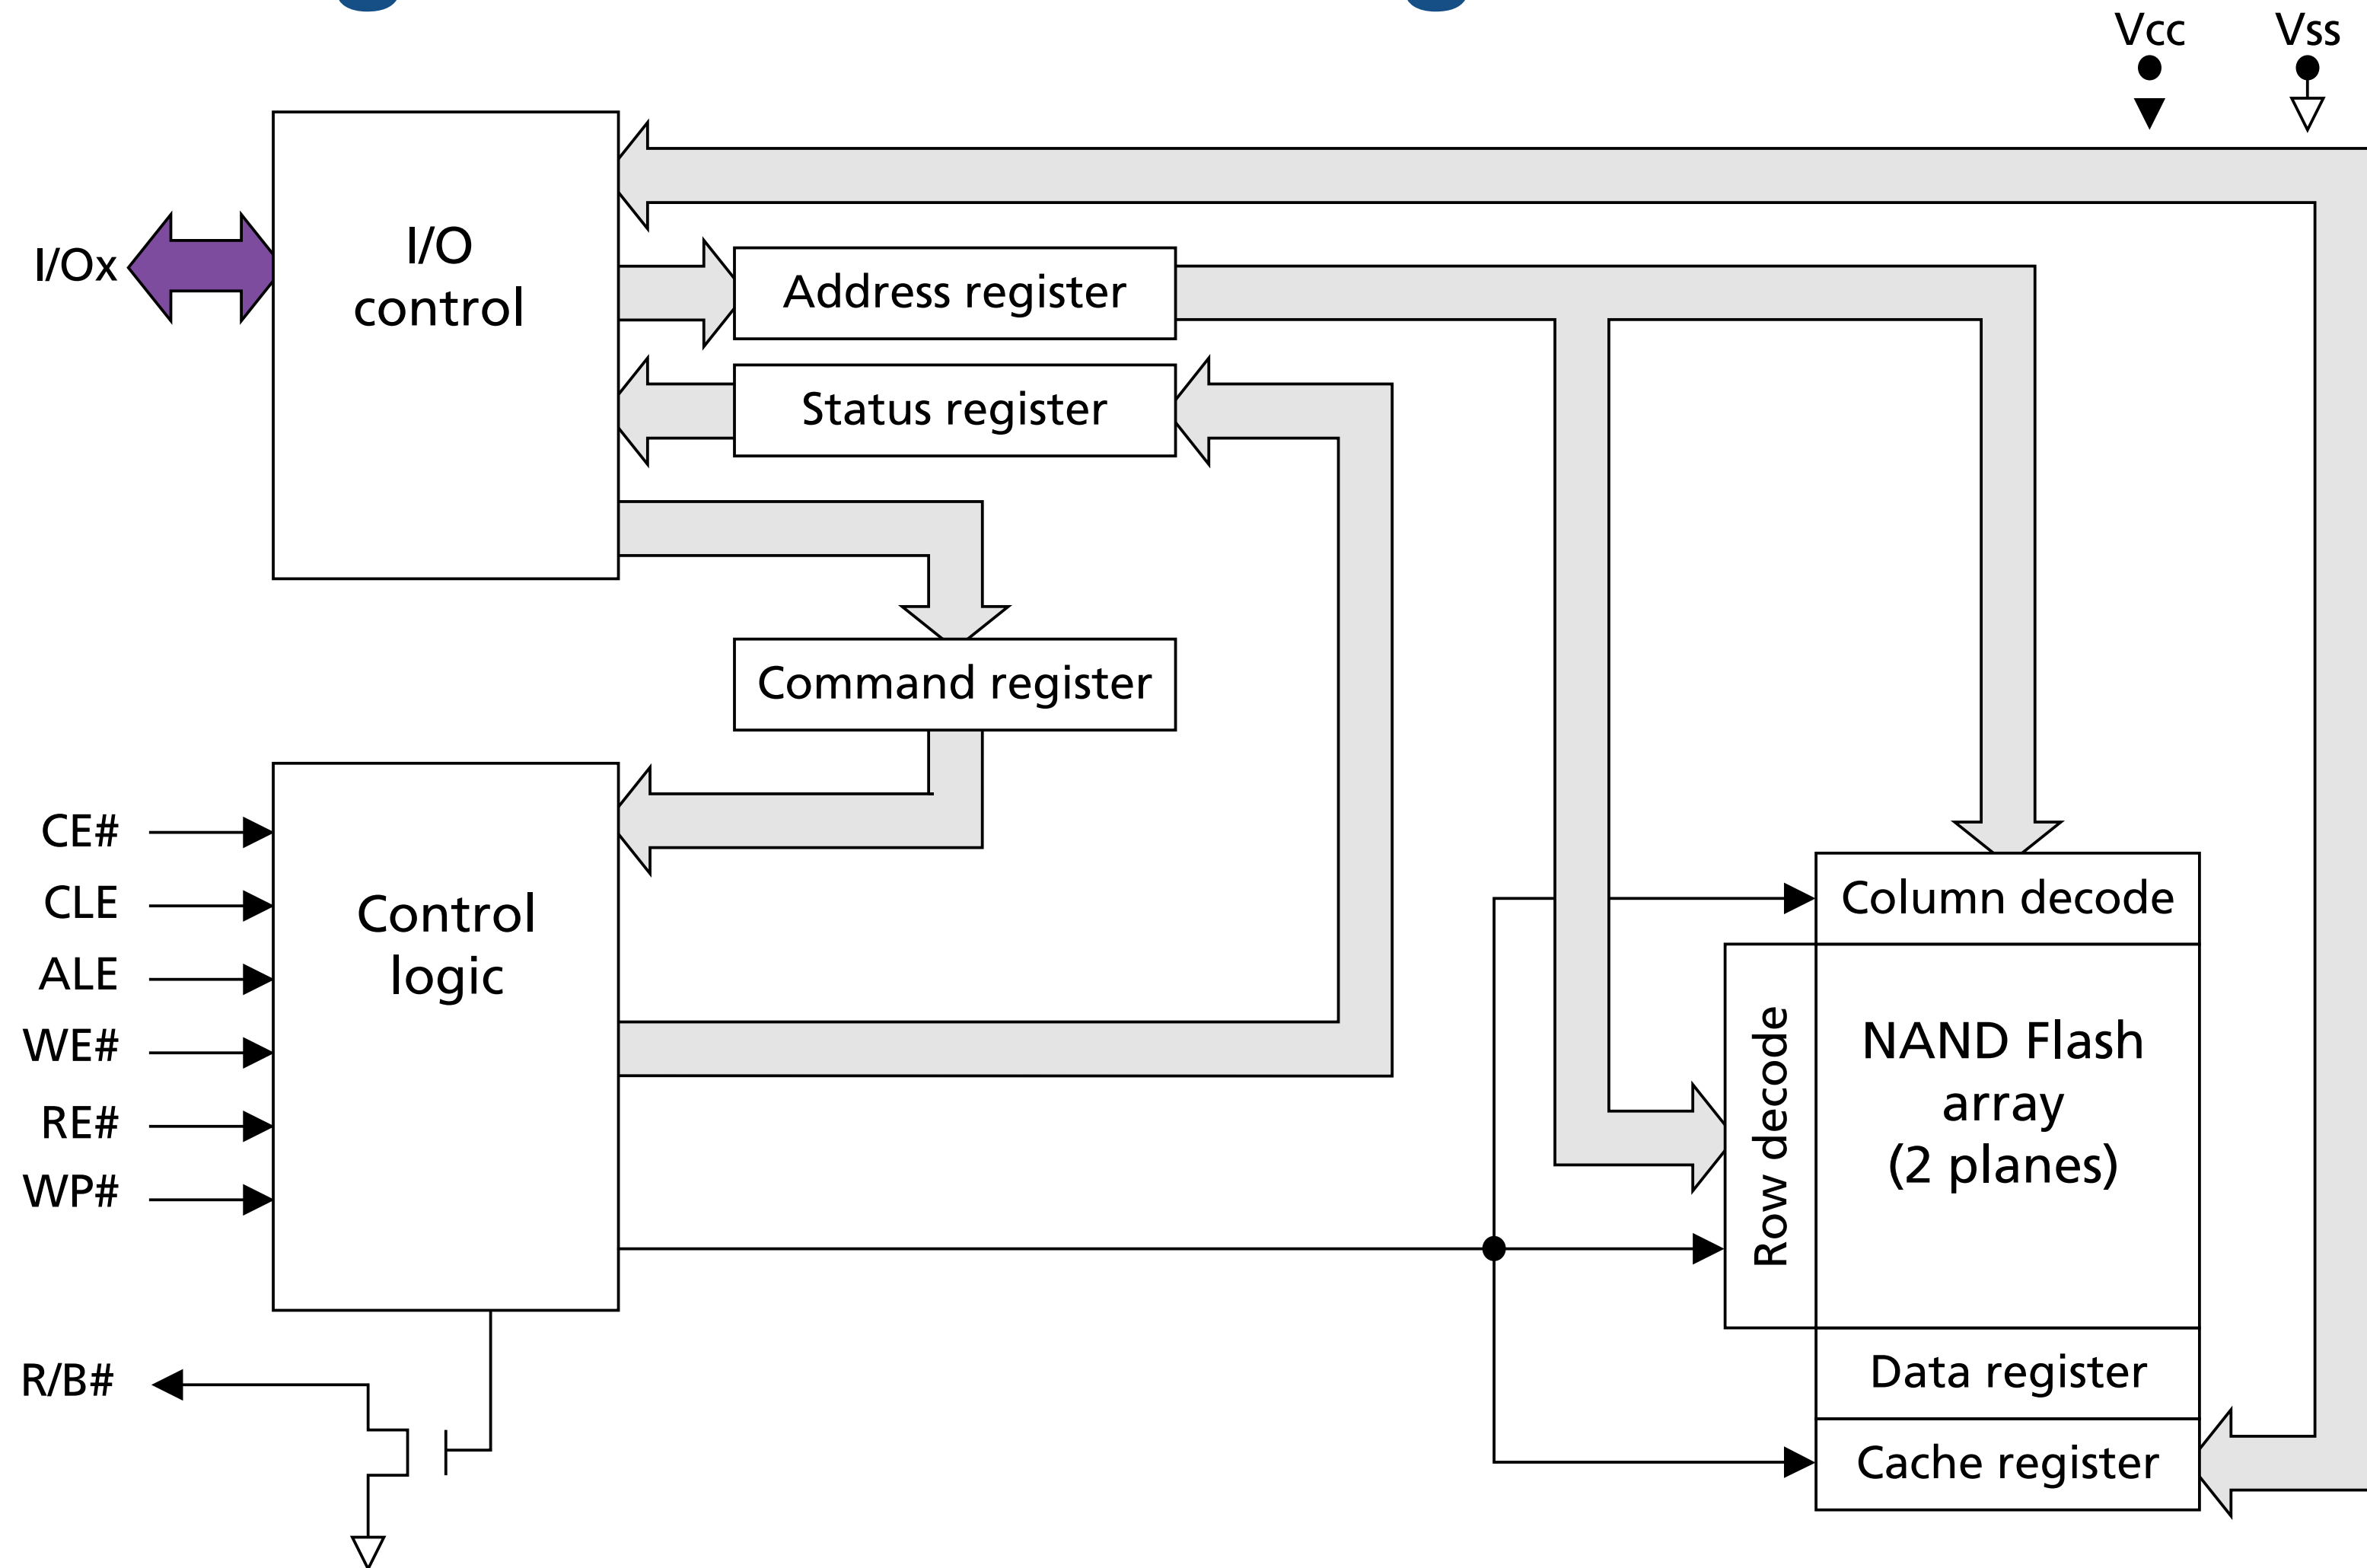 Vcc
Vss
I/Ox
I/O
control
Address register
Status register
Command register
CE#
CLE
ALE
WE#
RE#
WP#
Control
logic
Column decode
Row decode
NAND Flash
array
(2 planes)
Data register
Cache register
R/B#